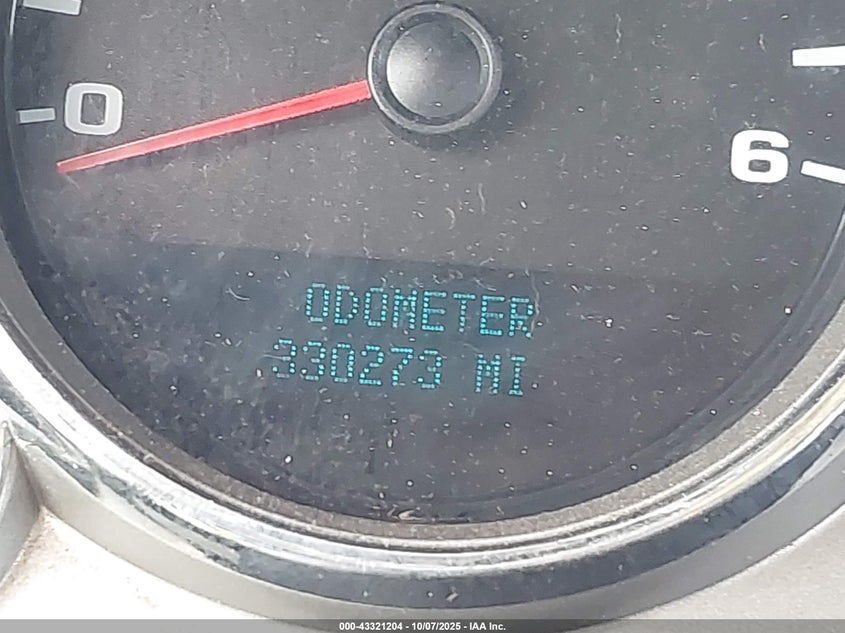 0
6
ODOMETER
330273 MI
000-43321204 - 10/07/2025 - IAA Inc.